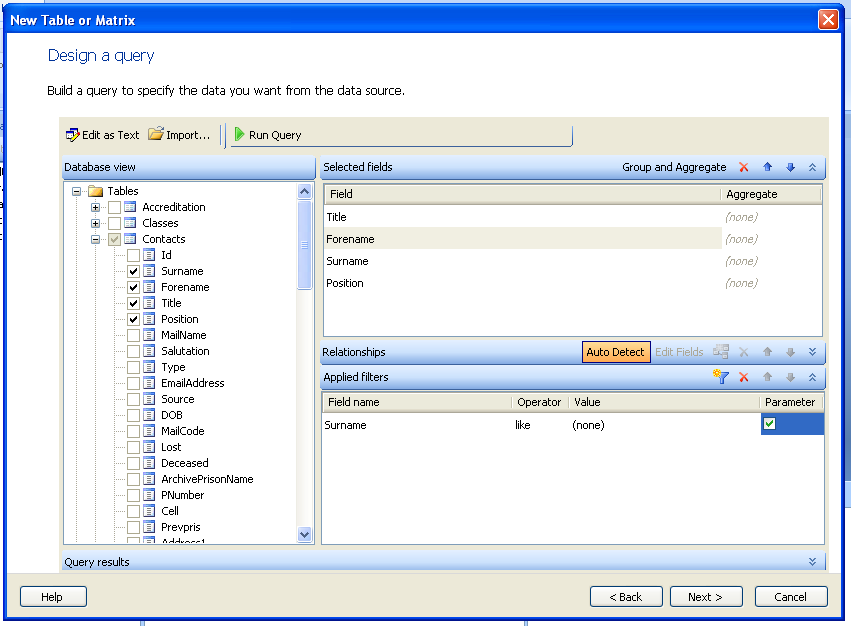 New Table or Matrix
Design a query
Build a query to specify the data you want from the data source.
Edit as Text Import... Run Query
Database view
Tables
Accreditation
Classes
Contacts
Id
Surname
Forename
Title
Position
MailName
Salutation
Type
EmailAddress
Source
DOB
MailCode
Lost
Deceased
ArchivePrisonName
PNumber
Cell
Prevpris
Address1
Selected fields Group and Aggregate
Field Aggregate
Title (none)
Forename (none)
Surname (none)
Position (none)
Relationships Auto Detect Edit Fields
Applied filters
Field name Operator Value Parameter
Surname like (none)
Query results
Help < Back Next > Cancel